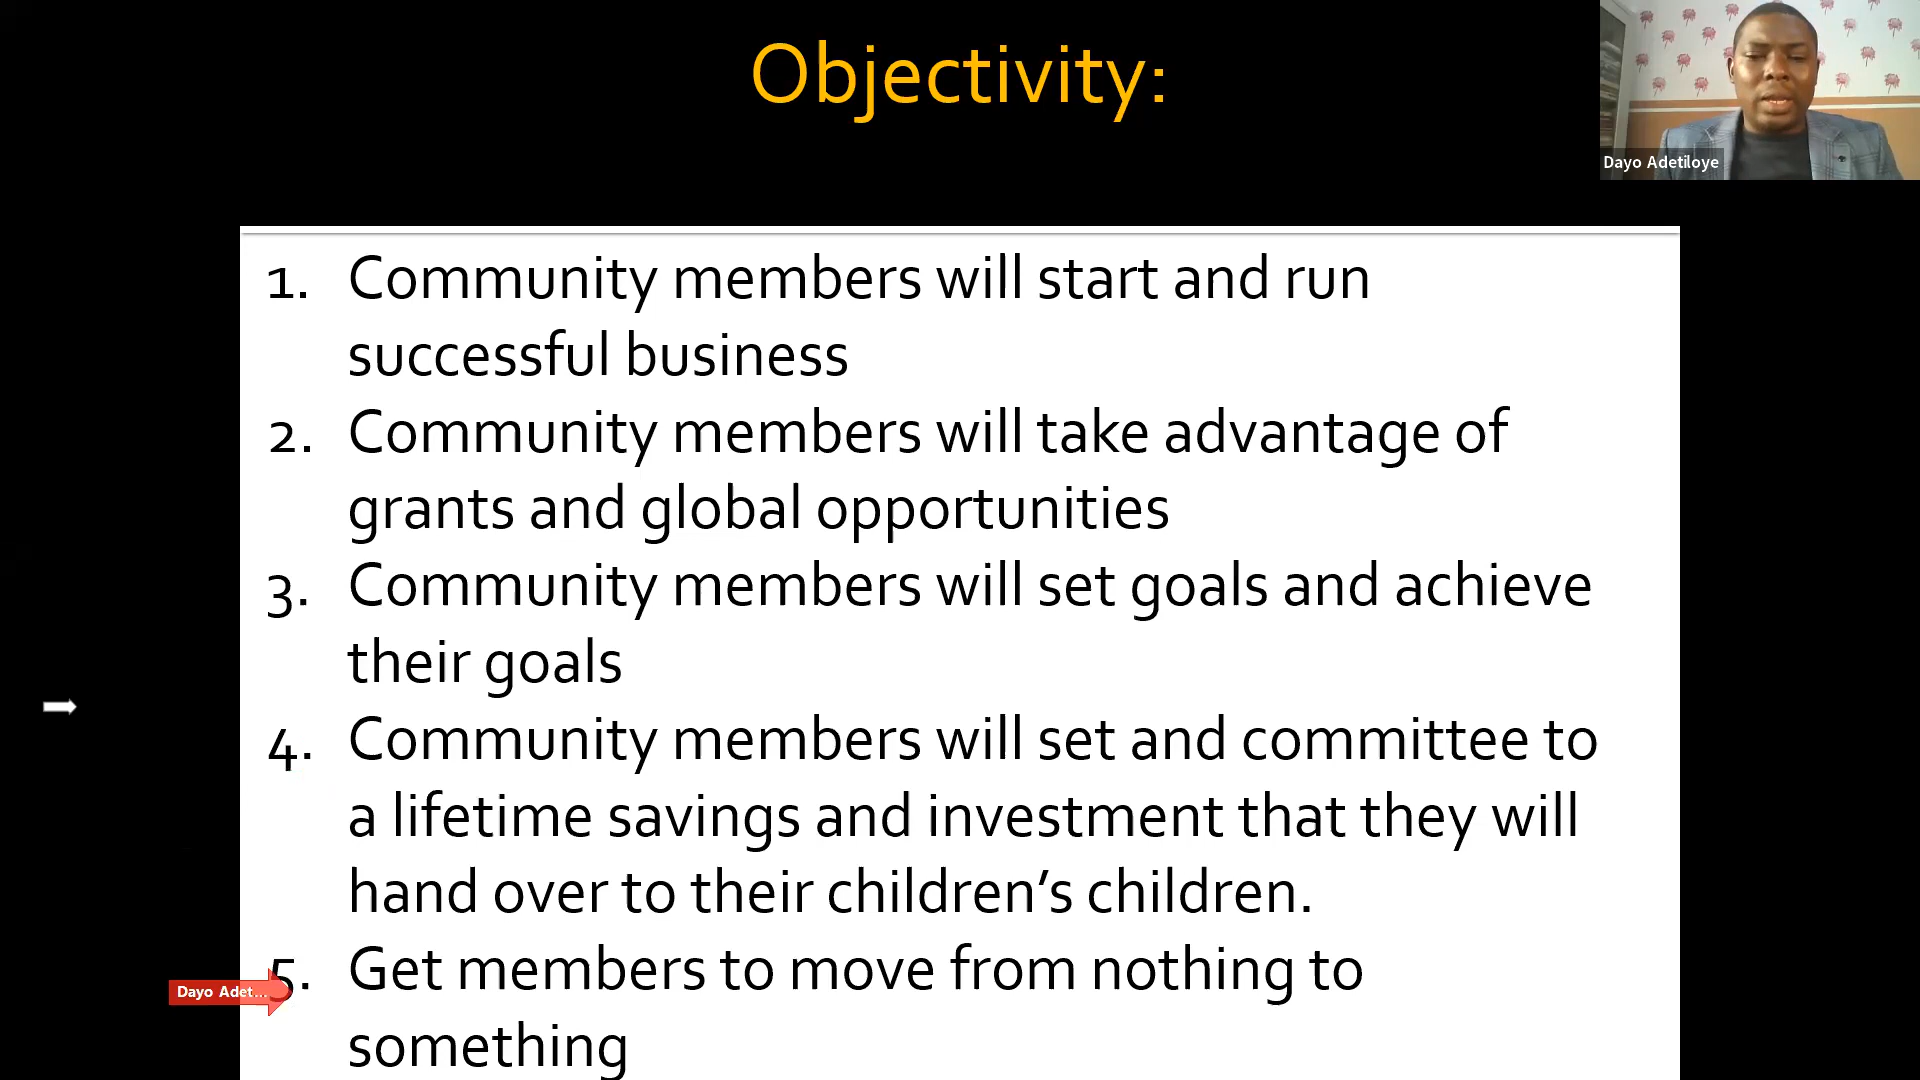 Objectivity:
Dayo Adetiloye
1. Community members will start and run
successful business
2. Community members will take advantage of
grants and global opportunities
3. Community members will set goals and achieve
their goals
4. Community members will set and committee to
a lifetime savings and investment that they will
hand over to their children’s children.
5. Get members to move from nothing to
something
Dayo Adet...